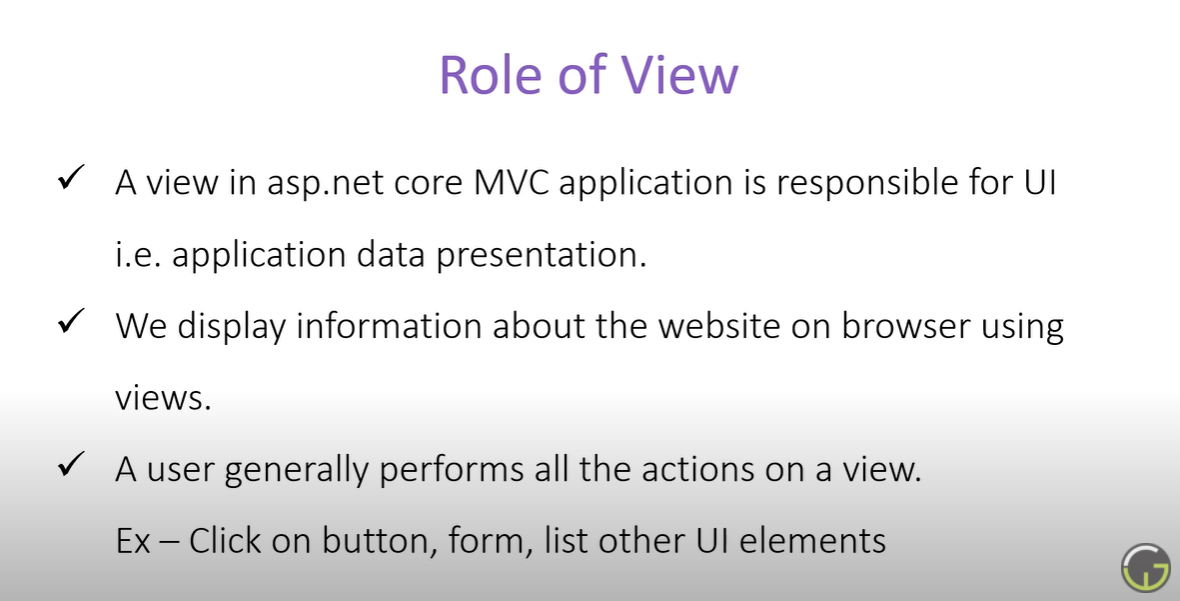 Role of View
✓ A view in asp.net core MVC application is responsible for UI
i.e. application data presentation.
✓ We display information about the website on browser using
views.
✓ A user generally performs all the actions on a view.
Ex – Click on button, form, list other UI elements